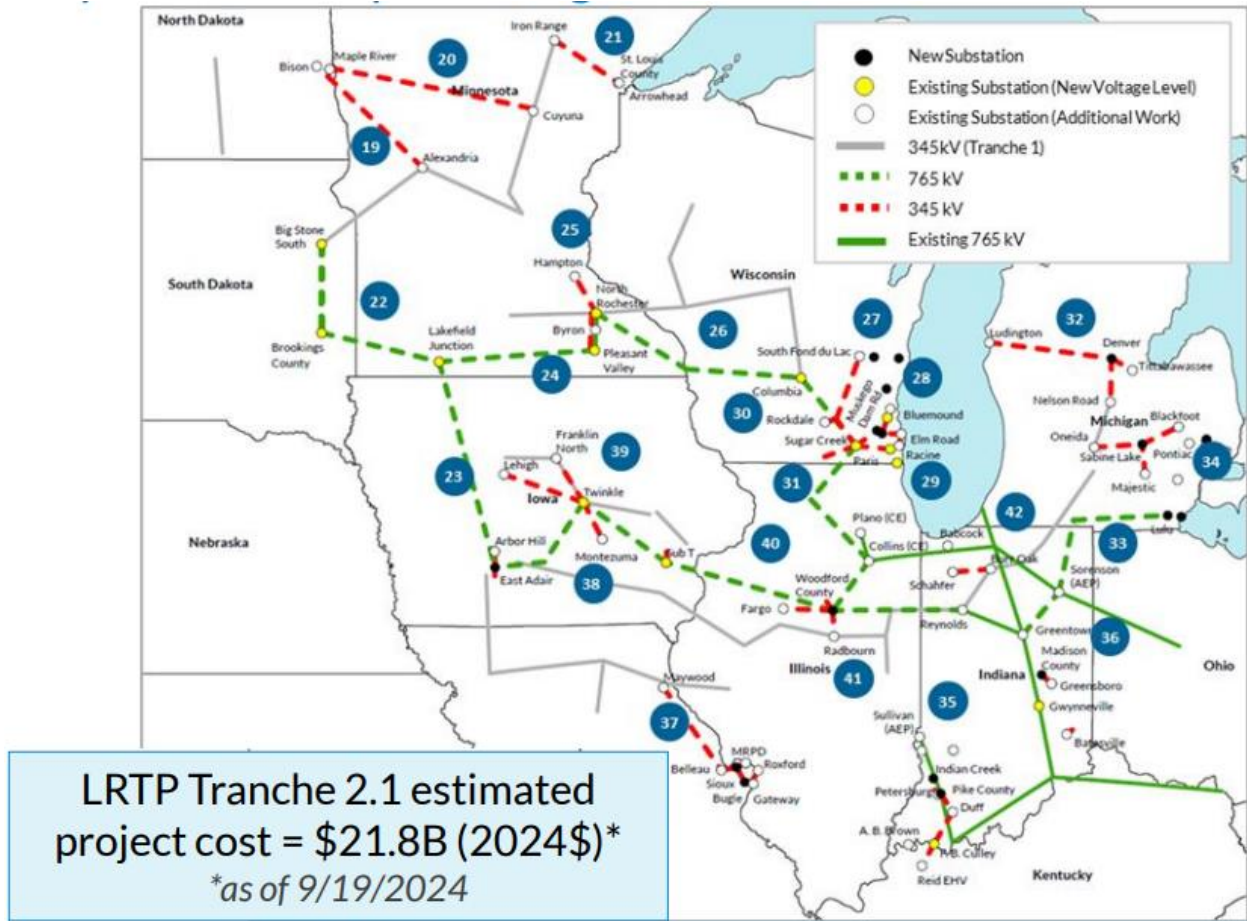 North Dakota
Iron Range
21
20
Bison
Maple River
St. Louis
County
Arrowhead
Minnesota
Cuyuna
19
Alexandria
New Substation
Existing Substation (New Voltage Level)
Existing Substation (Additional Work)
345kV (Tranche 1)
765 kV
345 kV
Existing 765 kV
Big Stone
South
25
Hampton
Wisconsin
South Dakota
22
North
Rochester
26
27
32
Brookings
County
Lakefield
Junction
Byron
Pleasant
Valley
24
South Fond du Lac
Columbia
28
Ludington
Denver
Tittabawassee
Nelson Road
30
Rockdale
Muskego
Dam Rd
Bluemound
Michigan
Blackfoot
Sugar Creek
Elm Road
Paris
Racine
Oneida
Sabine Lake
Pontiac
34
Majestic
Franklin
North
39
Lehigh
23
Iowa
Twinkle
31
29
42
Plano (CE)
Babcock
Lulu
33
Nebraska
Arbor Hill
Montezuma
40
Sub T
Collins (CE)
Burr Oak
East Adair
38
Woodford
County
Schahfer
Sorenson
(AEP)
Fargo
Reynolds
Greentown
36
Radbourn
Illinois
41
Madison
County
Indiana
Ohio
Maywood
Greensboro
35
Gwynneville
37
Sullivan
(AEP)
Batesville
MRPD
Belleau
Roxford
Sioux
Bugle
Gateway
Indian Creek
Petersburg
Pike County
Duff
A. B. Brown
F. B. Culley
Reid EHV
Kentucky
LRTP Tranche 2.1 estimated
project cost = $21.8B (2024$)*
*as of 9/19/2024